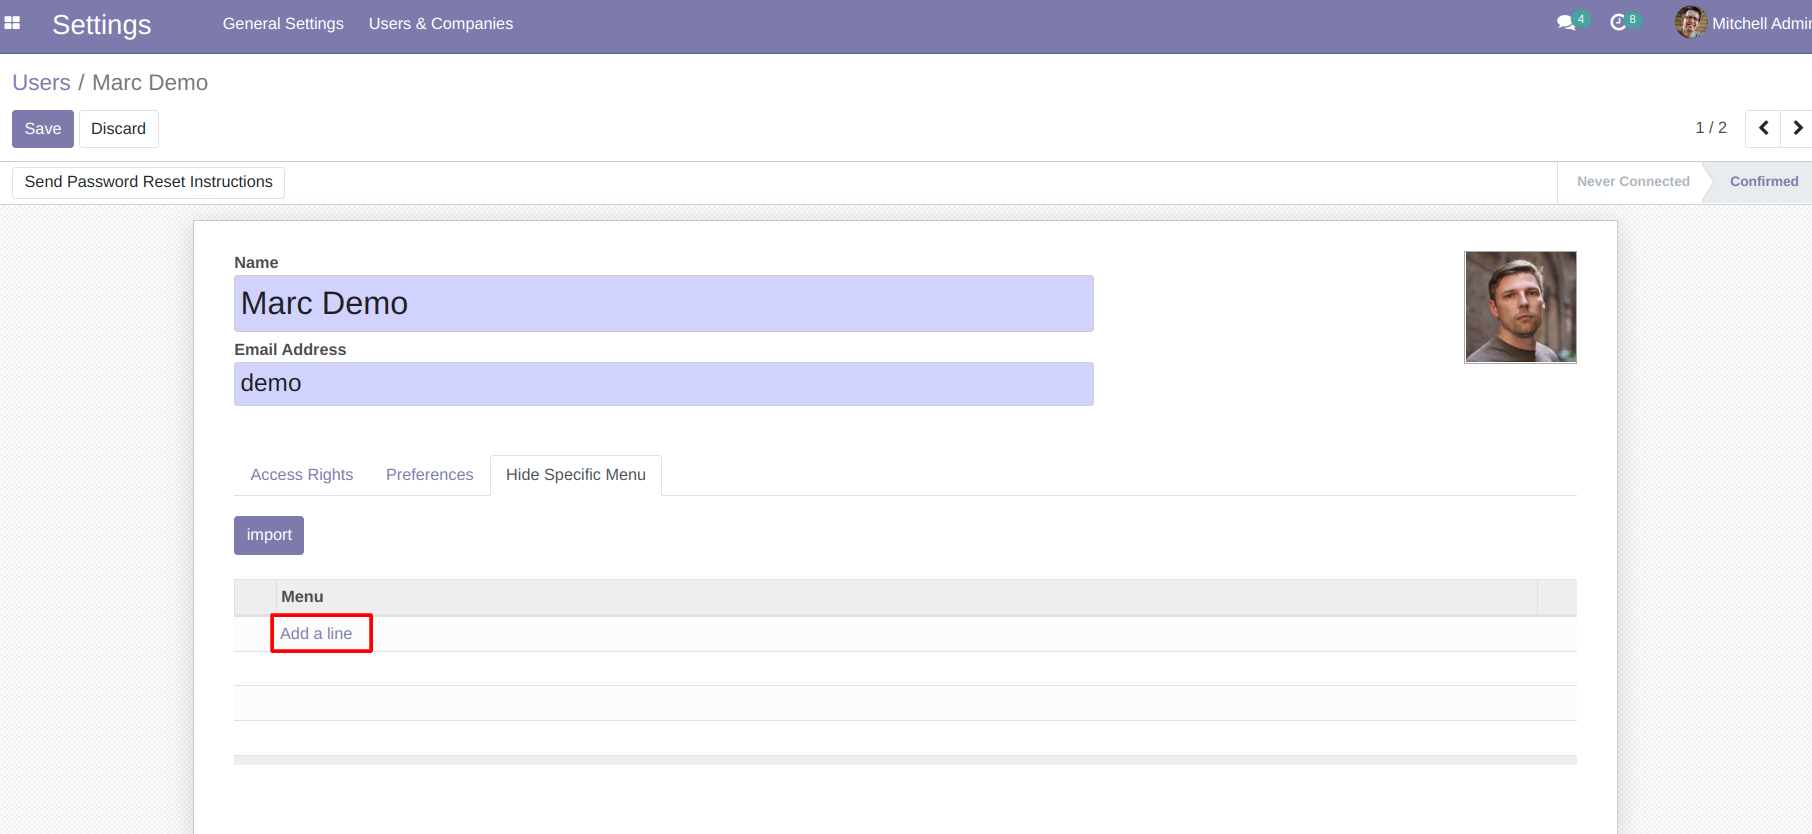 Settings General Settings Users & Companies 4 8 Mitchell Admin
Users / Marc Demo
Save Discard 1 / 2
Send Password Reset Instructions Never Connected Confirmed
Name
Marc Demo
Email Address
demo
Access Rights Preferences Hide Specific Menu
import
Menu
Add a line